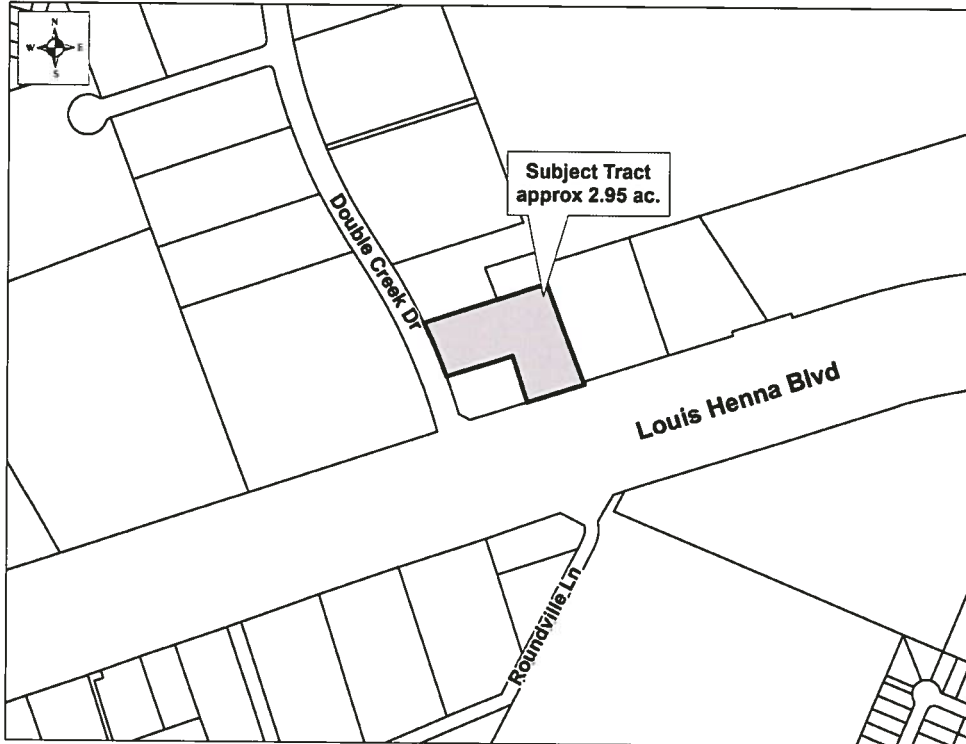 N
W E
S
Subject Tract
approx 2.95 ac.
Double Creek Dr
Louis Henna Blvd
Roundville Ln